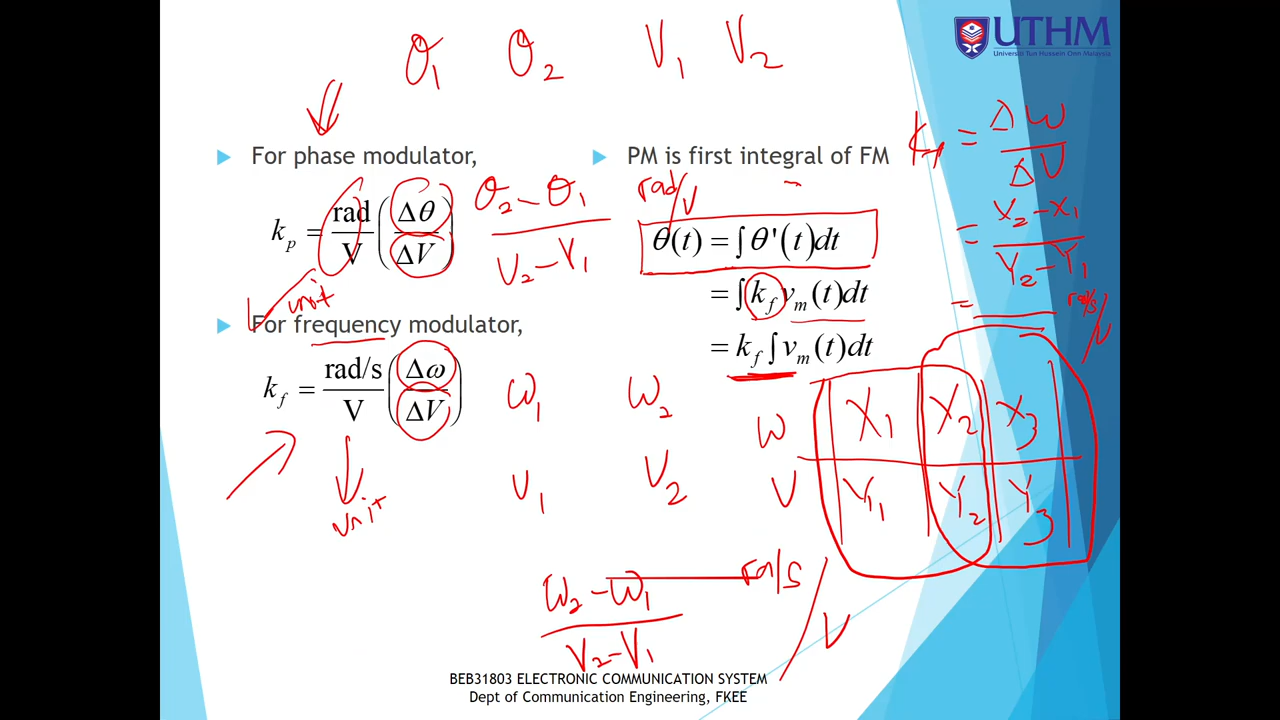 θ₁ θ₂ V₁ V₂
UTHM
Universiti Tun Hussein Onn Malaysia
For phase modulator,
k_p = rad/V (Δθ/ΔV)
θ₂ - θ₁ / V₂ - V₁
unit
For frequency modulator,
k_f = rad/s / V (Δω/ΔV)
unit
ω₁ ω₂
V₁ V₂
ω₂ - ω₁ / V₂ - V₁
rad/s / V
PM is first integral of FM
rad/V
θ(t) = ∫ θ'(t)dt
= ∫ k_f v_m(t)dt
= k_f ∫ v_m(t)dt
k_f = Δω / ΔV
= X₂ - X₁ / Y₂ - Y₁
= rad/s / V
ω X₁ X₂ X₃
V Y₁ Y₂ Y₃
BEB31803 ELECTRONIC COMMUNICATION SYSTEM
Dept of Communication Engineering, FKEE